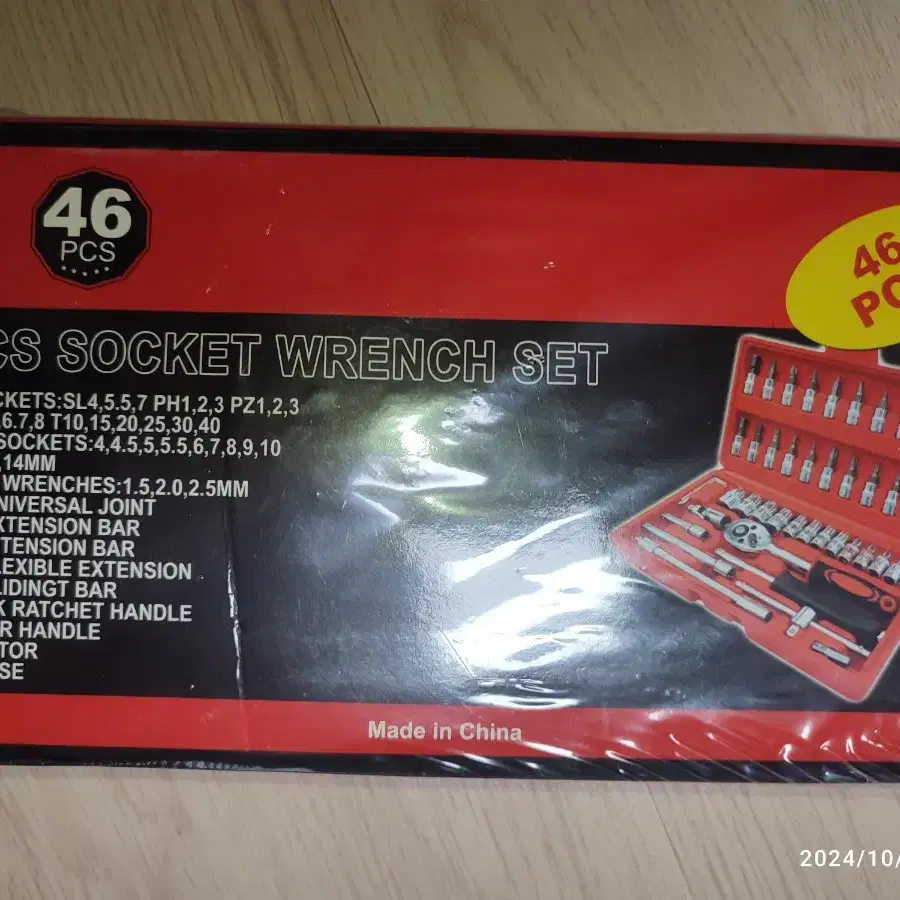 46
PCS
46
PC
CS SOCKET WRENCH SET
CKETS:SL4,5.5,7 PH1,2,3 PZ1,2,3
,6.7,8 T10,15,20,25,30,40
SOCKETS:4,4.5,5,5.5,6,7,8,9,10
,14MM
WRENCHES:1.5,2.0,2.5MM
NIVERSAL JOINT
XTENSION BAR
TENSION BAR
LEXIBLE EXTENSION
LIDINGT BAR
K RATCHET HANDLE
R HANDLE
TOR
SE
Made in China
2024/10/